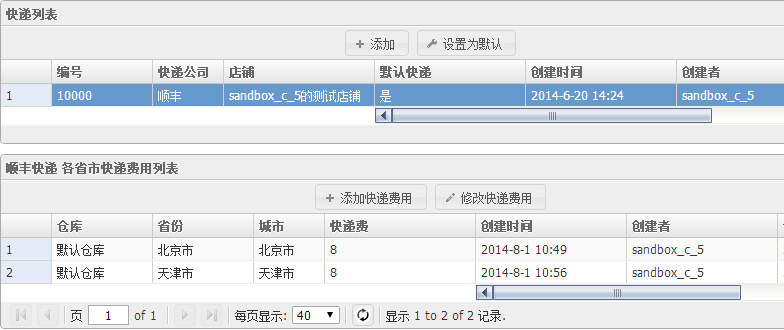 快递列表
添加 设置为默认
编号 快递公司 店铺 默认快递 创建时间 创建者
1 10000 顺丰 sandbox_c_5的测试店铺 是 2014-6-20 14:24 sandbox_c_5
顺丰快递 各省市快递费用列表
添加快递费用 修改快递费用
仓库 省份 城市 快递费 创建时间 创建者
1 默认仓库 北京市 北京市 8 2014-8-1 10:49 sandbox_c_5
2 默认仓库 天津市 天津市 8 2014-8-1 10:56 sandbox_c_5
页 1 of 1 每页显示: 40 显示 1 to 2 of 2 记录.